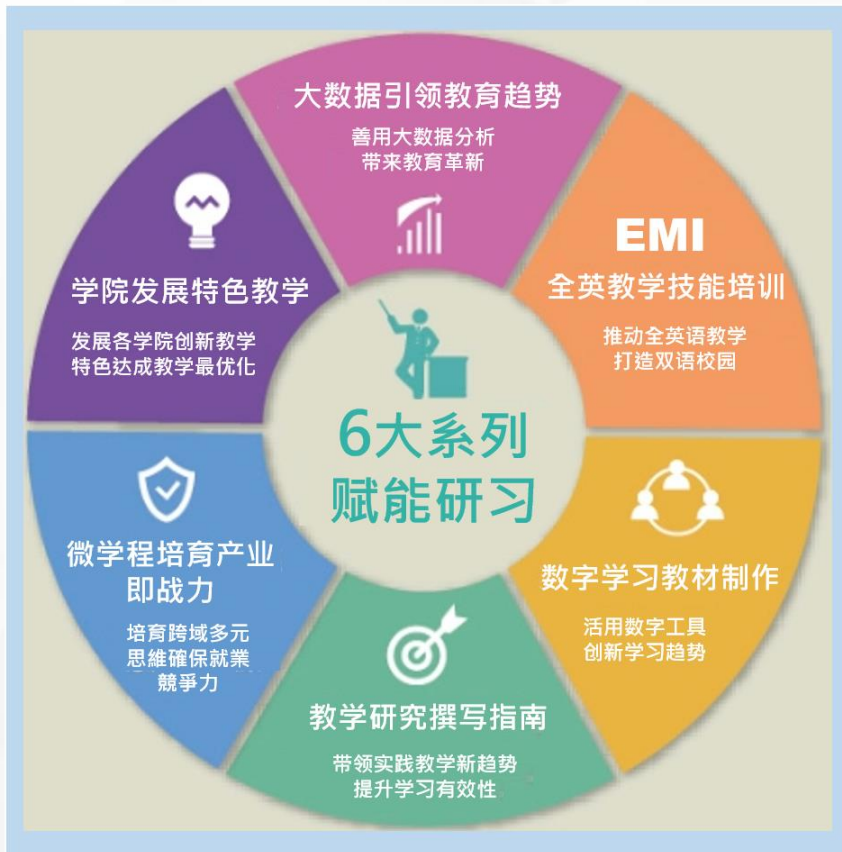 大数据引领教育趋势
善用大数据分析
带来教育革新
EMI
全英教学技能培训
推动全英语教学
打造双语校园
数字学习教材制作
活用数字工具
创新学习趋势
教学研究撰写指南
带领实践教学新趋势
提升学习有效性
微学程培育产业
即战力
培育跨域多元
思維確保就業
競爭力
学院发展特色教学
发展各学院创新教学
特色达成教学最优化
6大系列
赋能研习